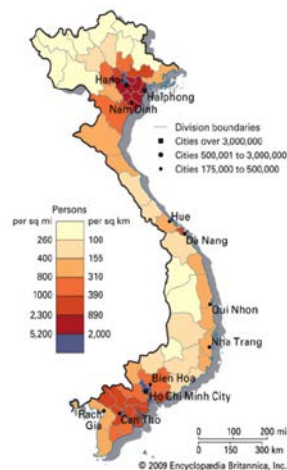 Hanoi
Haiphong
Nam Dinh
Division boundaries
Cities over 3,000,000
Cities 500,001 to 3,000,000
Cities 175,000 to 500,000
Hue
Da Nang
Persons
per sq mi per sq km
260 100
400 155
800 310
1000 390
2,300 890
5,200 2,000
Qui Nhon
Nha Trang
Bien Hoa
Ho Chi Minh City
Rach Gia
Can Tho
0 100 200 mi
0 150 300 km
© 2009 Encyclopædia Britannica, Inc.